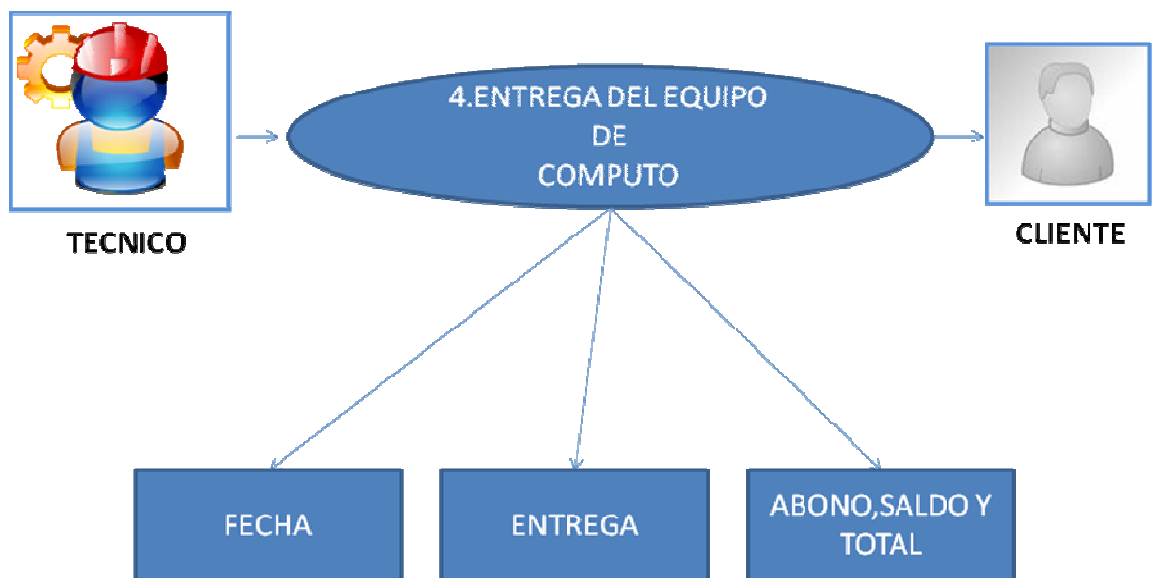 4.ENTREGA DEL EQUIPO
DE
COMPUTO
TECNICO
CLIENTE
FECHA
ENTREGA
ABONO,SALDO Y
TOTAL